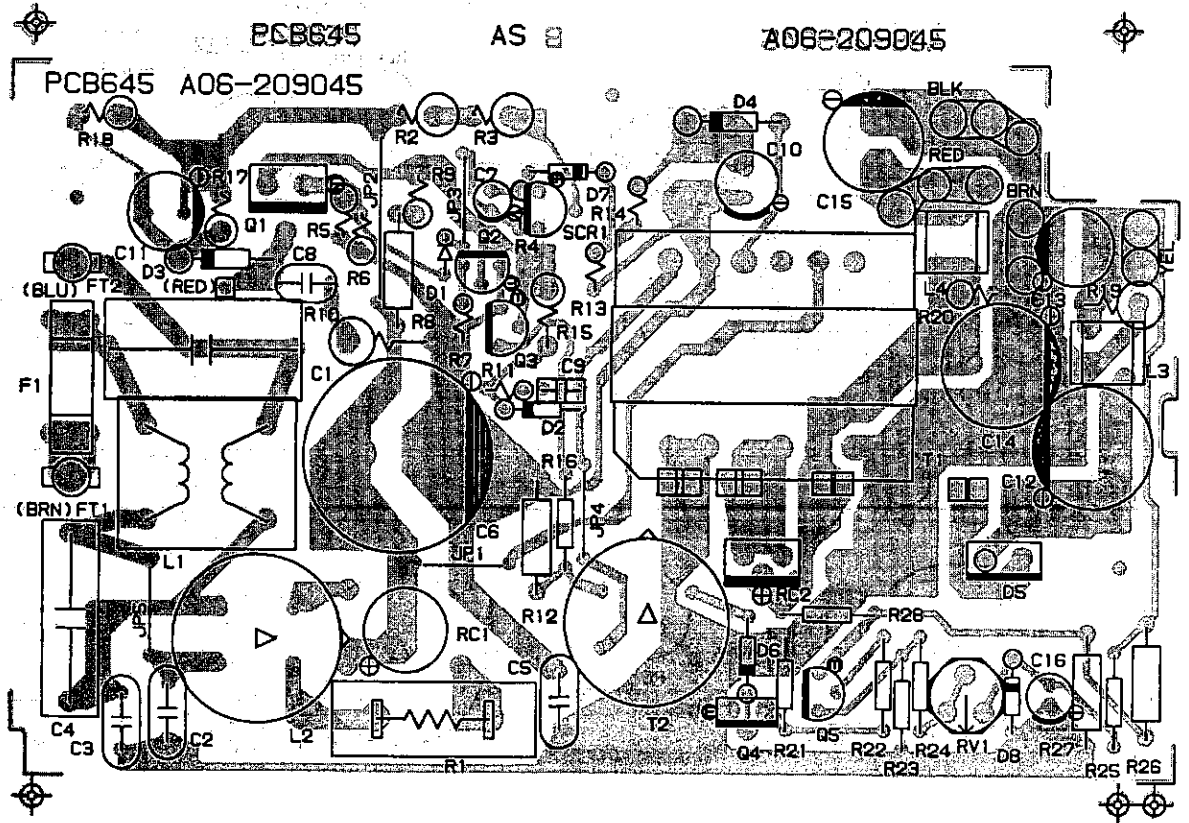 PCB645 AS A06-209045
PCB645 A06-209045
BLK
D4
R18 R2 R3
C10
RED
R17 JP2 R9 C7 D7 BRN
JP3 R14 C15
Q1 R5 R4 SCR1
C11 Q2 YEL
D3 C8 R6
(BLU) FT2 (RED) D1 L4 C13 R19
R10 R8 R13 R20
R15
C1 R7 Q3
F1 R11 C9 L3
D2
C14
R16 T1
C12
(BRN) FT1 C6 JP4
JP1
L1 D5
R12 RC2
JP5 RC1 R28
C5 D6 C16
C4 L2 T2
C3 C2 Q4 R21 Q5 R22 R24 RV1 D8 R27
R1 R23 R25 R26